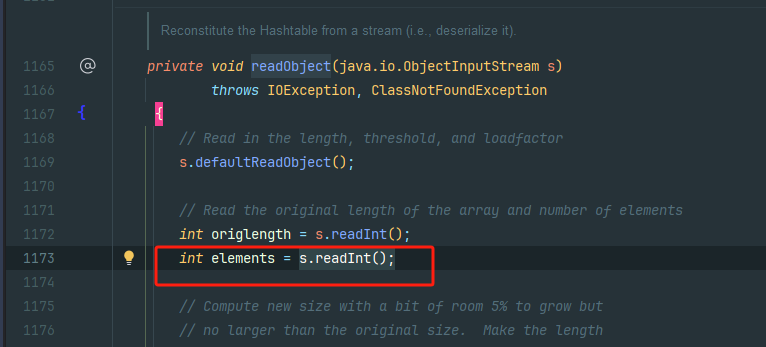 Reconstitute the Hashtable from a stream (i.e., deserialize it).
1165 @ private void readObject(java.io.ObjectInputStream s)
1166 throws IOException, ClassNotFoundException
1167 { {
1168 // Read in the length, threshold, and loadfactor
1169 s.defaultReadObject();
1170
1171 // Read the original length of the array and number of elements
1172 int origlength = s.readInt();
1173 int elements = s.readInt();
1174
1175 // Compute new size with a bit of room 5% to grow but
1176 // no larger than the original size.  Make the length